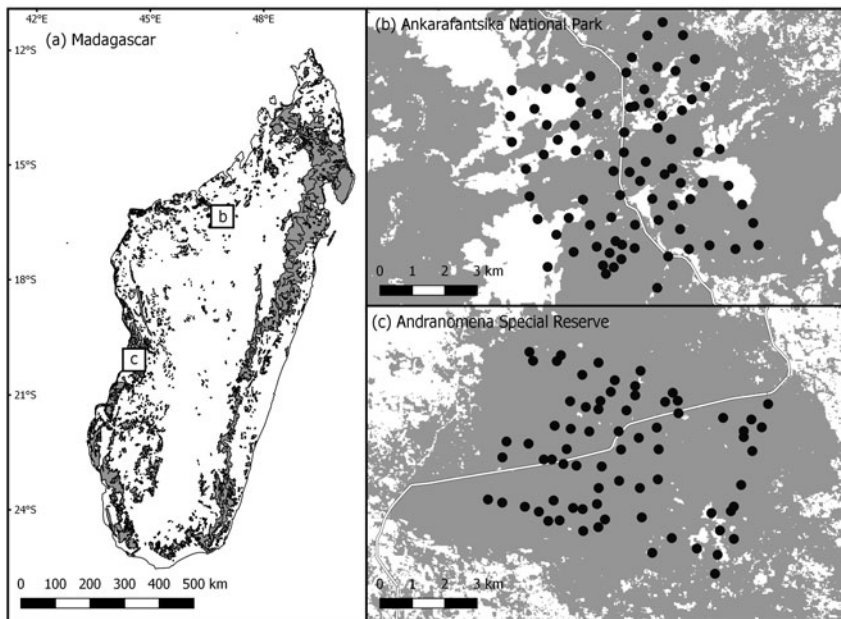 42°E 45°E 48°E
(a) Madagascar
12°S
15°S
18°S
21°S
24°S
b
c
0 100 200 300 400 500 km
(b) Ankarafantsika National Park
0 1 2 3 km
(c) Andranomena Special Reserve
0 1 2 3 km